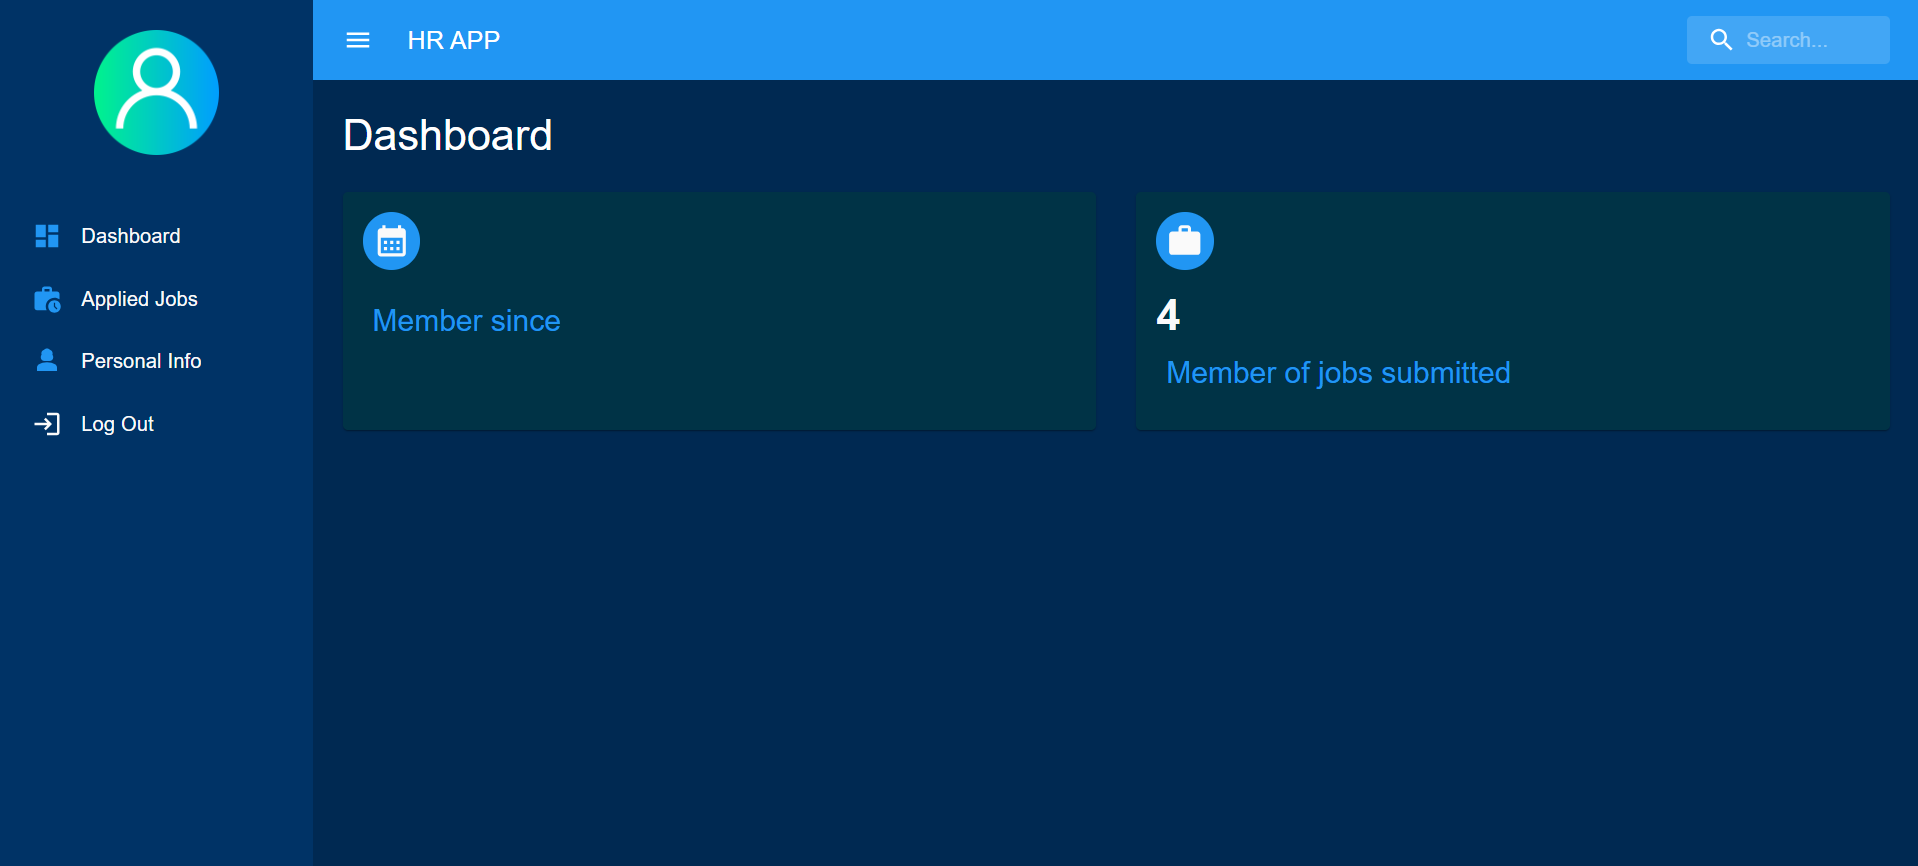 HR APP
Search...
Dashboard
Applied Jobs
Personal Info
Log Out
Dashboard
Member since
4
Member of jobs submitted